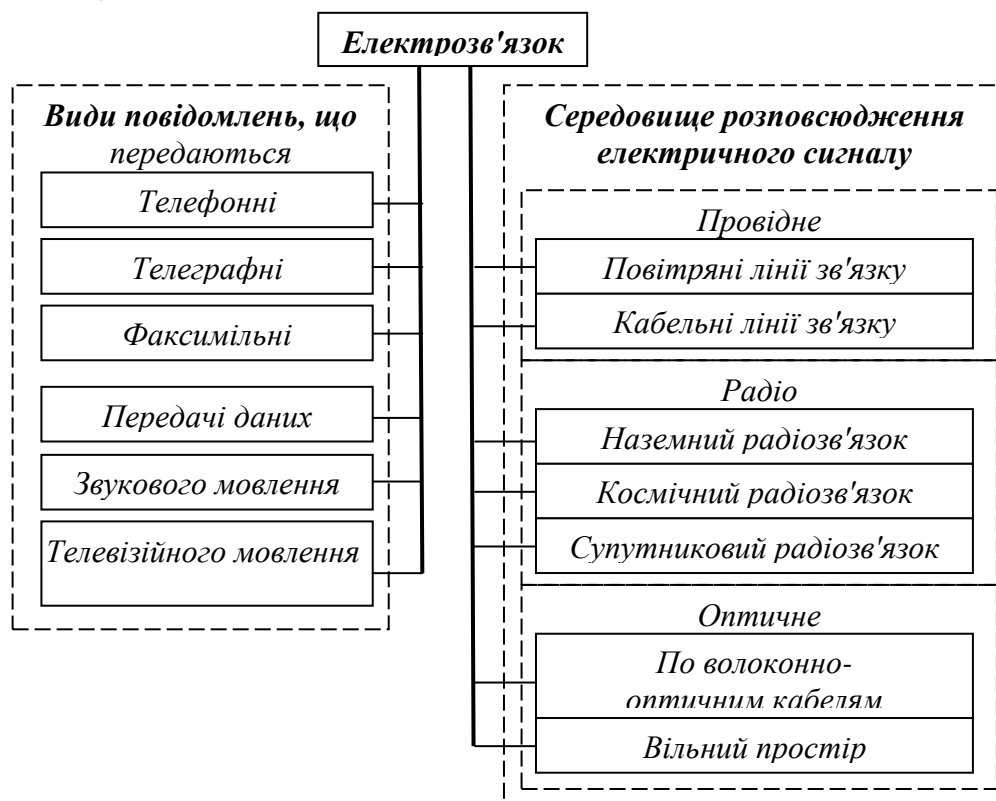 Електрозв'язок
Види повідомлень, що
передаються
Телефонні
Телеграфні
Факсимільні
Передачі даних
Звукового мовлення
Телевізійного мовлення
Середовище розповсюдження
електричного сигналу
Провідне
Повітряні лінії зв'язку
Кабельні лінії зв'язку
Радіо
Наземний радіозв'язок
Космічний радіозв'язок
Супутниковий радіозв'язок
Оптичне
По волоконно-
оптичним кабелям
Вільний простір